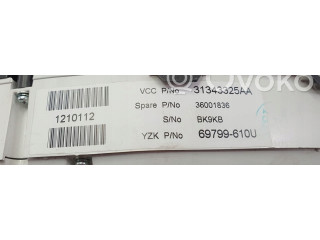 VCC P/No 31343325AA
Spare P/No 36001836
S/No BK9KB
1210112
YZK P/No 69799-610U
ovoko